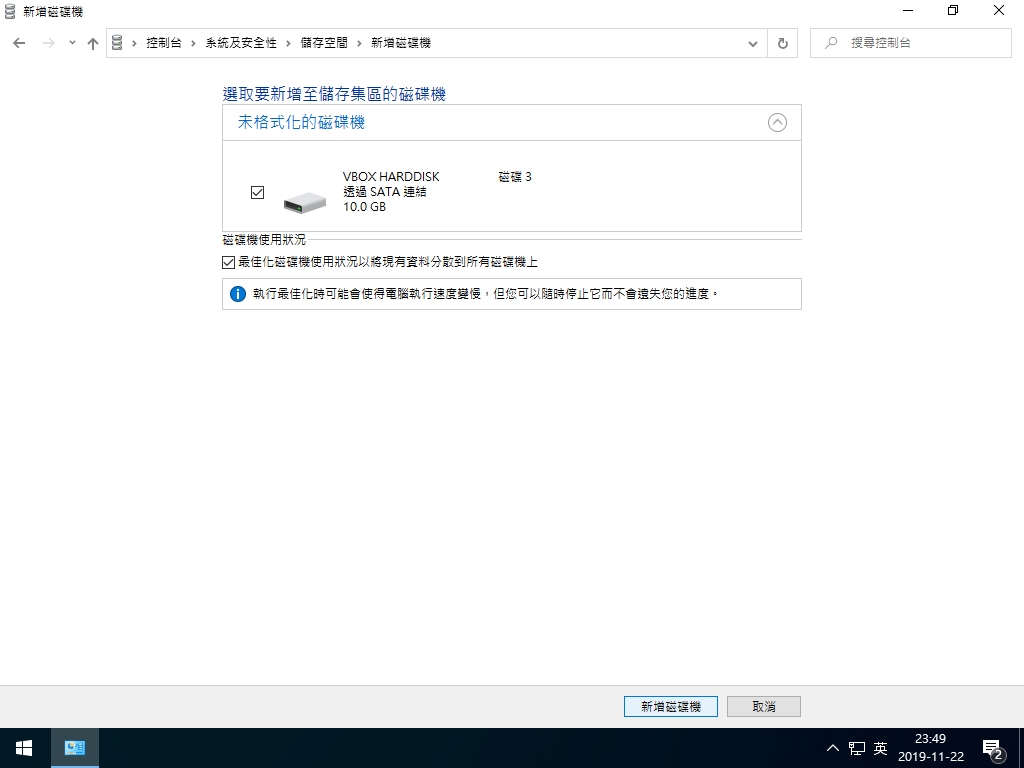 新增磁碟機
控制台 › 系統及安全性 › 儲存空間 › 新增磁碟機
搜尋控制台
選取要新增至儲存集區的磁碟機
未格式化的磁碟機
VBOX HARDDISK 磁碟 3
透過 SATA 連結
10.0 GB
磁碟機使用狀況
最佳化磁碟機使用狀況以將現有資料分散到所有磁碟機上
執行最佳化時可能會使得電腦執行速度變慢，但您可以隨時停止它而不會遺失您的進度。
新增磁碟機 取消
英
23:49
2019-11-22
2